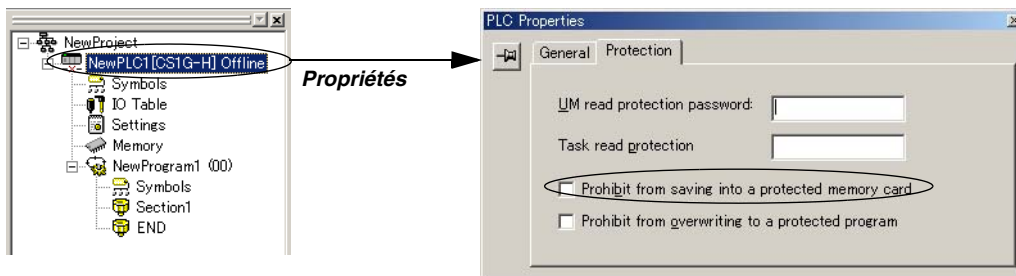 NewProject
NewPLC1[CS1G-H] Offline
Symbols
IO Table
Settings
Memory
NewProgram1 (00)
Symbols
Section1
END
Propriétés
PLC Properties
General Protection
UM read protection password:
Task read protection
Prohibit from saving into a protected memory card
Prohibit from overwriting to a protected program